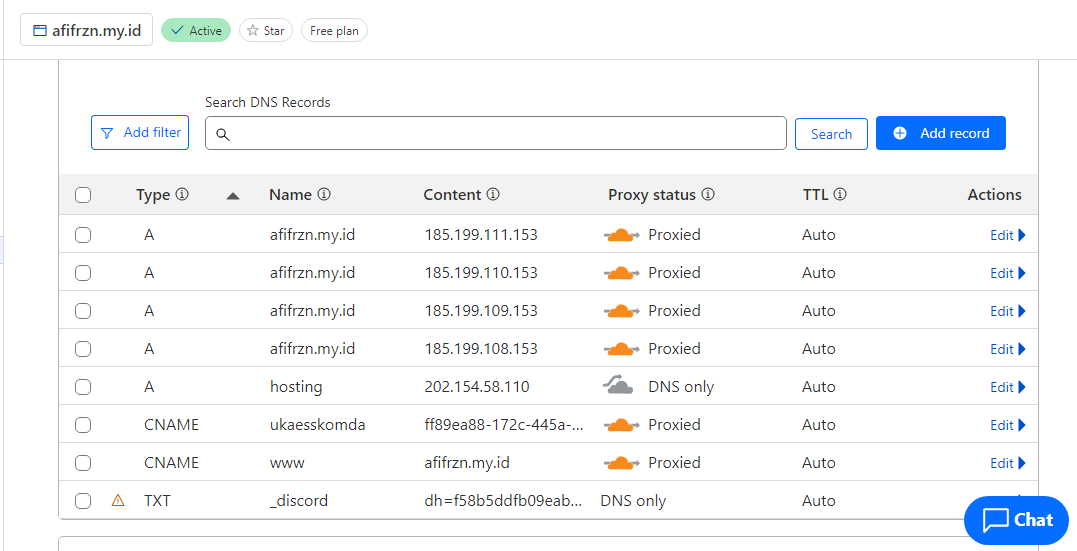 afifrzn.my.id Active Star Free plan
Search DNS Records
Add filter Search Add record
Type Name Content Proxy status TTL Actions
A afifrzn.my.id 185.199.111.153 Proxied Auto Edit
A afifrzn.my.id 185.199.110.153 Proxied Auto Edit
A afifrzn.my.id 185.199.109.153 Proxied Auto Edit
A afifrzn.my.id 185.199.108.153 Proxied Auto Edit
A hosting 202.154.58.110 DNS only Auto Edit
CNAME ukaesskomda ff89ea88-172c-445a-... Proxied Auto Edit
CNAME www afifrzn.my.id Proxied Auto Edit
TXT _discord dh=f58b5ddfb09eab... DNS only Auto
Chat